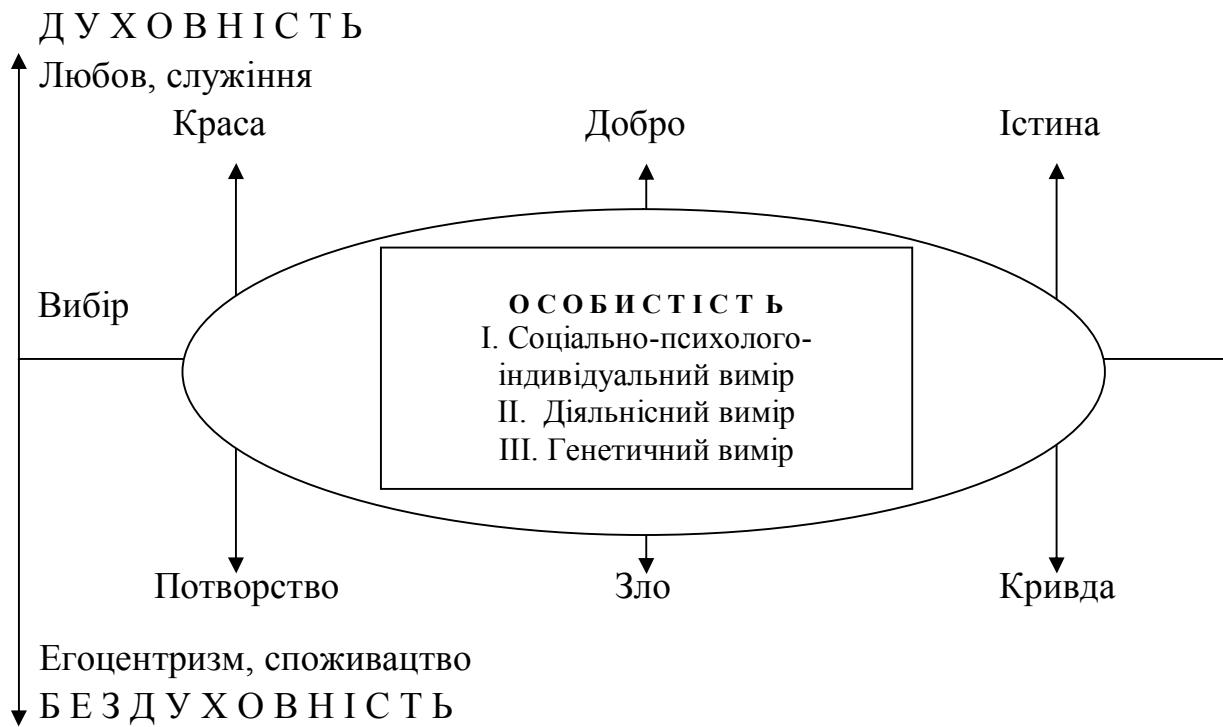 Д У Х О В Н І С Т Ь
Любов, служіння
Краса Добро Істина
Вибір
О С О Б И С Т І С Т Ь
І. Соціально-психолого-
індивідуальний вимір
ІІ. Діяльнісний вимір
ІІІ. Генетичний вимір
Потворство Зло Кривда
Егоцентризм, споживацтво
Б Е З Д У Х О В Н І С Т Ь